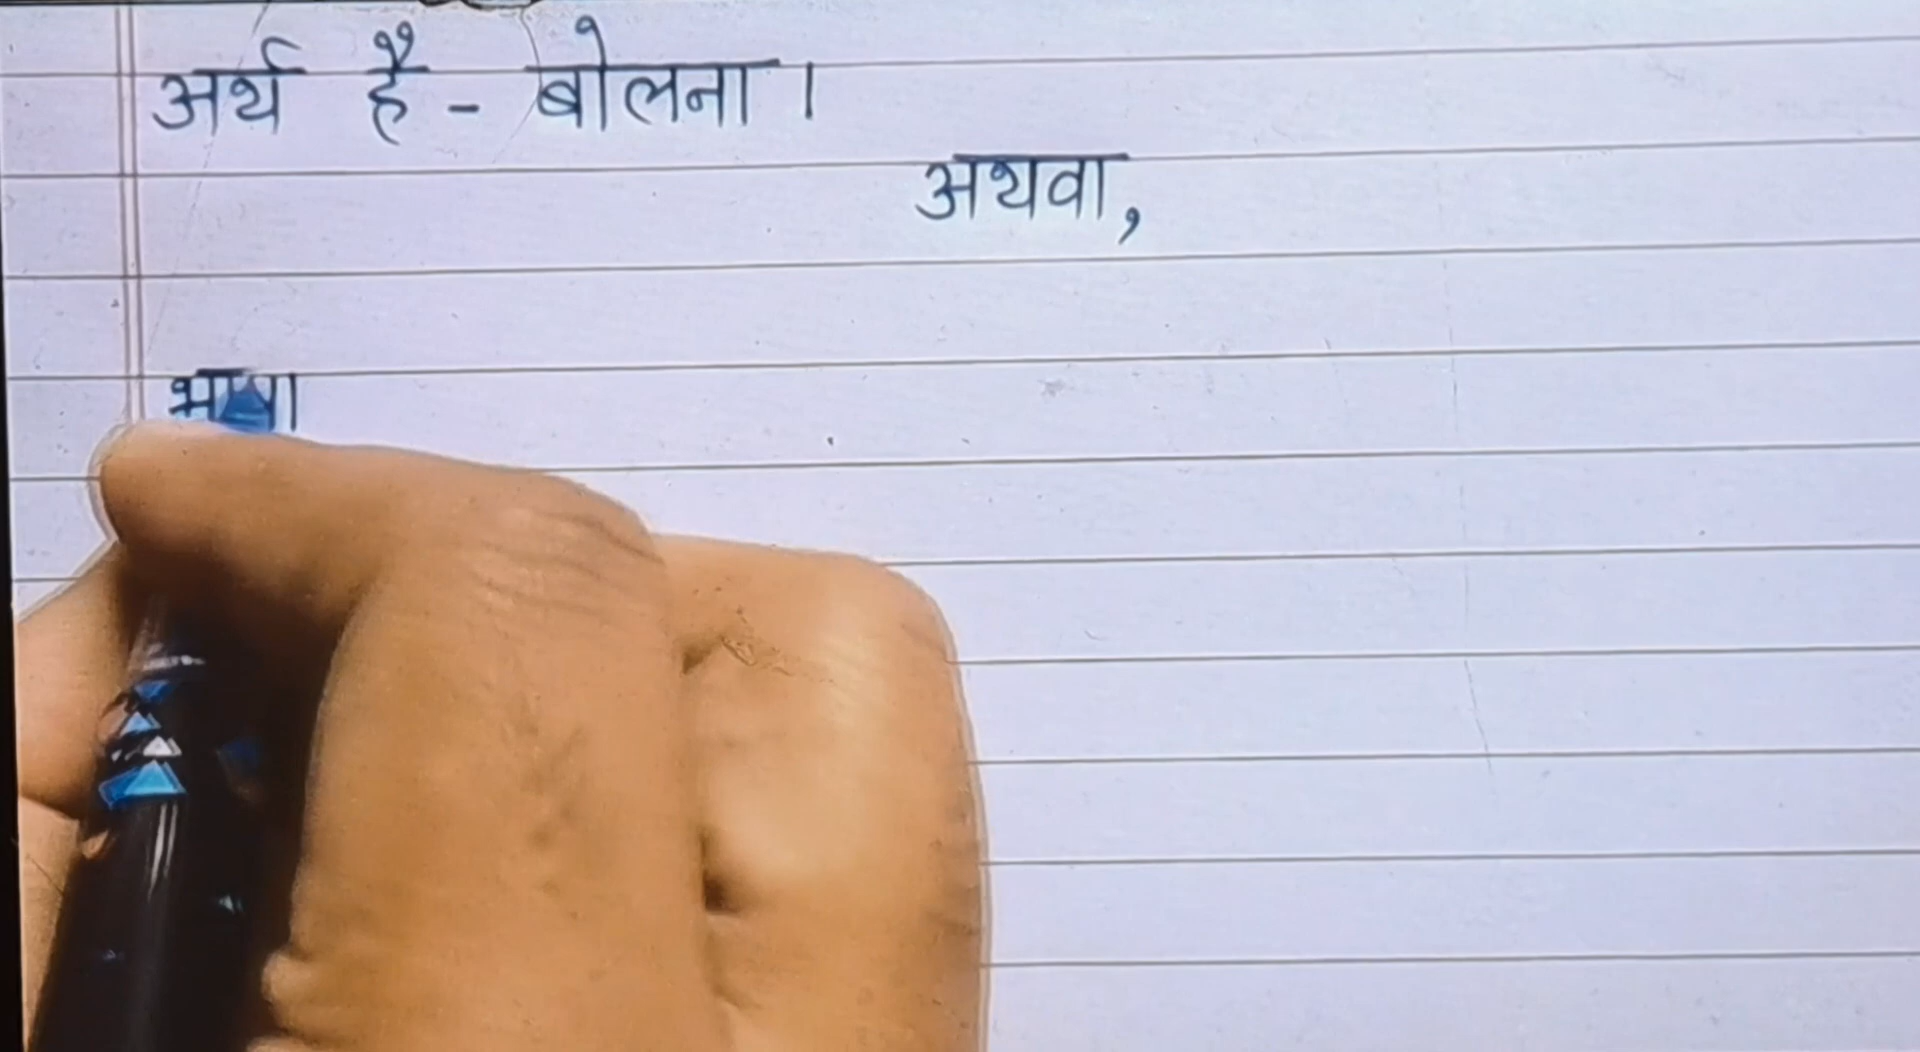 अर्थ है - बोलना ।
अथवा,
भाषा